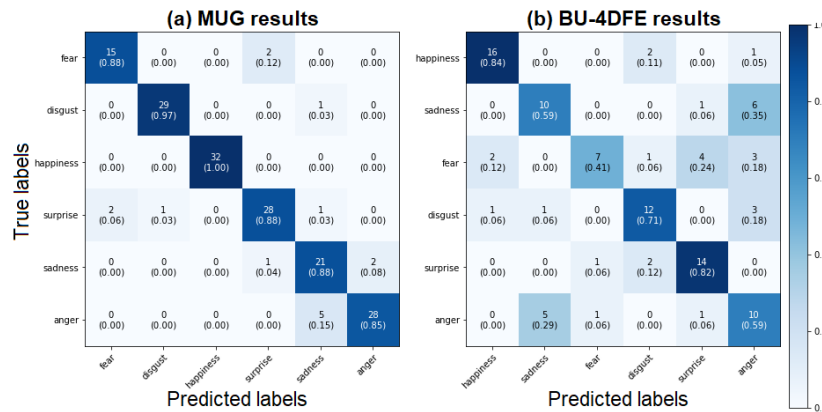 (a) MUG results
(b) BU-4DFE results
True labels
fear
15 0 0 2 0 0
(0.88) (0.00) (0.00) (0.12) (0.00) (0.00)
disgust
0 29 0 0 1 0
(0.00) (0.97) (0.00) (0.00) (0.03) (0.00)
happiness
0 0 32 0 0 0
(0.00) (0.00) (1.00) (0.00) (0.00) (0.00)
surprise
2 1 0 28 1 0
(0.06) (0.03) (0.00) (0.88) (0.03) (0.00)
sadness
0 0 0 1 21 2
(0.00) (0.00) (0.00) (0.04) (0.88) (0.08)
anger
0 0 0 0 5 28
(0.00) (0.00) (0.00) (0.00) (0.15) (0.85)
fear disgust happiness surprise sadness anger
Predicted labels
happiness
16 0 0 2 0 1
(0.84) (0.00) (0.00) (0.11) (0.00) (0.05)
sadness
0 10 0 0 1 6
(0.00) (0.59) (0.00) (0.00) (0.06) (0.35)
fear
2 0 7 1 4 3
(0.12) (0.00) (0.41) (0.06) (0.24) (0.18)
disgust
1 1 0 12 0 3
(0.06) (0.06) (0.00) (0.71) (0.00) (0.18)
surprise
0 0 1 2 14 0
(0.00) (0.00) (0.06) (0.12) (0.82) (0.00)
anger
0 5 1 0 1 10
(0.00) (0.29) (0.06) (0.00) (0.06) (0.59)
happiness sadness fear disgust surprise anger
Predicted labels